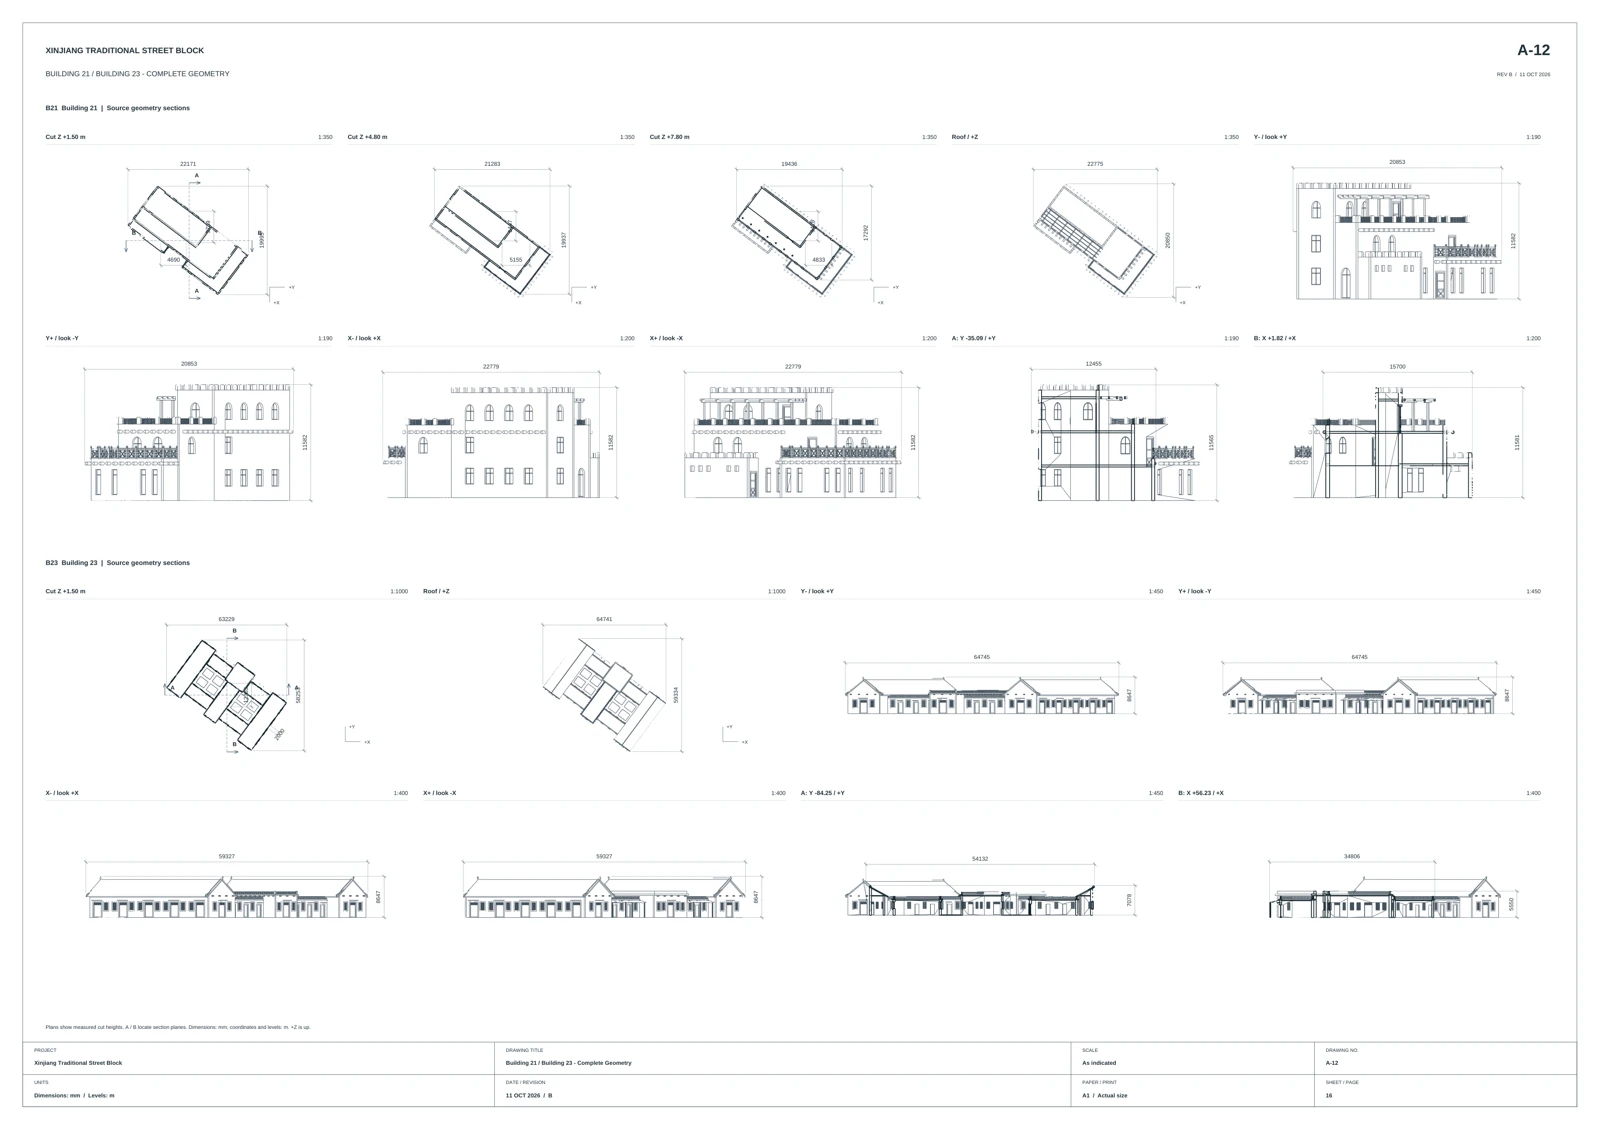 XINJIANG TRADITIONAL STREET BLOCK
A-12
BUILDING 21 / BUILDING 23 - COMPLETE GEOMETRY
REV B / 11 OCT 2026
B21 Building 21 | Source geometry sections
Cut Z +1.50 m 1:350
Cut Z +4.80 m 1:350
Cut Z +7.80 m 1:350
Roof / +Z 1:350
Y- / look +Y 1:190
22171
A
B
B
4690
A
+Y
+X
21283
19937
5155
+Y
+X
19436
17292
4833
+Y
+X
22775
20850
+Y
+X
20853
11582
Y+ / look -Y 1:190
X- / look +X 1:200
X+ / look -X 1:200
A: Y -35.09 / +Y 1:190
B: X +1.82 / +X 1:200
20853
11582
22779
11582
22779
11582
12455
11565
15700
11581
B23 Building 23 | Source geometry sections
Cut Z +1.50 m 1:1000
Roof / +Z 1:1000
Y- / look +Y 1:450
Y+ / look -Y 1:450
63229
B
A
A
2000
B
+Y
+X
64741
59334
+Y
+X
64745
8647
64745
8647
X- / look +X 1:400
X+ / look -X 1:400
A: Y -84.25 / +Y 1:450
B: X +56.23 / +X 1:400
59327
8647
59327
8647
54132
7078
34806
5550
Plans show measured cut heights. A / B locate section planes. Dimensions: mm; coordinates and levels: m. +Z is up.
PROJECT
Xinjiang Traditional Street Block
DRAWING TITLE
Building 21 / Building 23 - Complete Geometry
SCALE
As indicated
DRAWING NO.
A-12
UNITS
Dimensions: mm / Levels: m
DATE / REVISION
11 OCT 2026 / B
PAPER / PRINT
A1 / Actual size
SHEET / PAGE
16